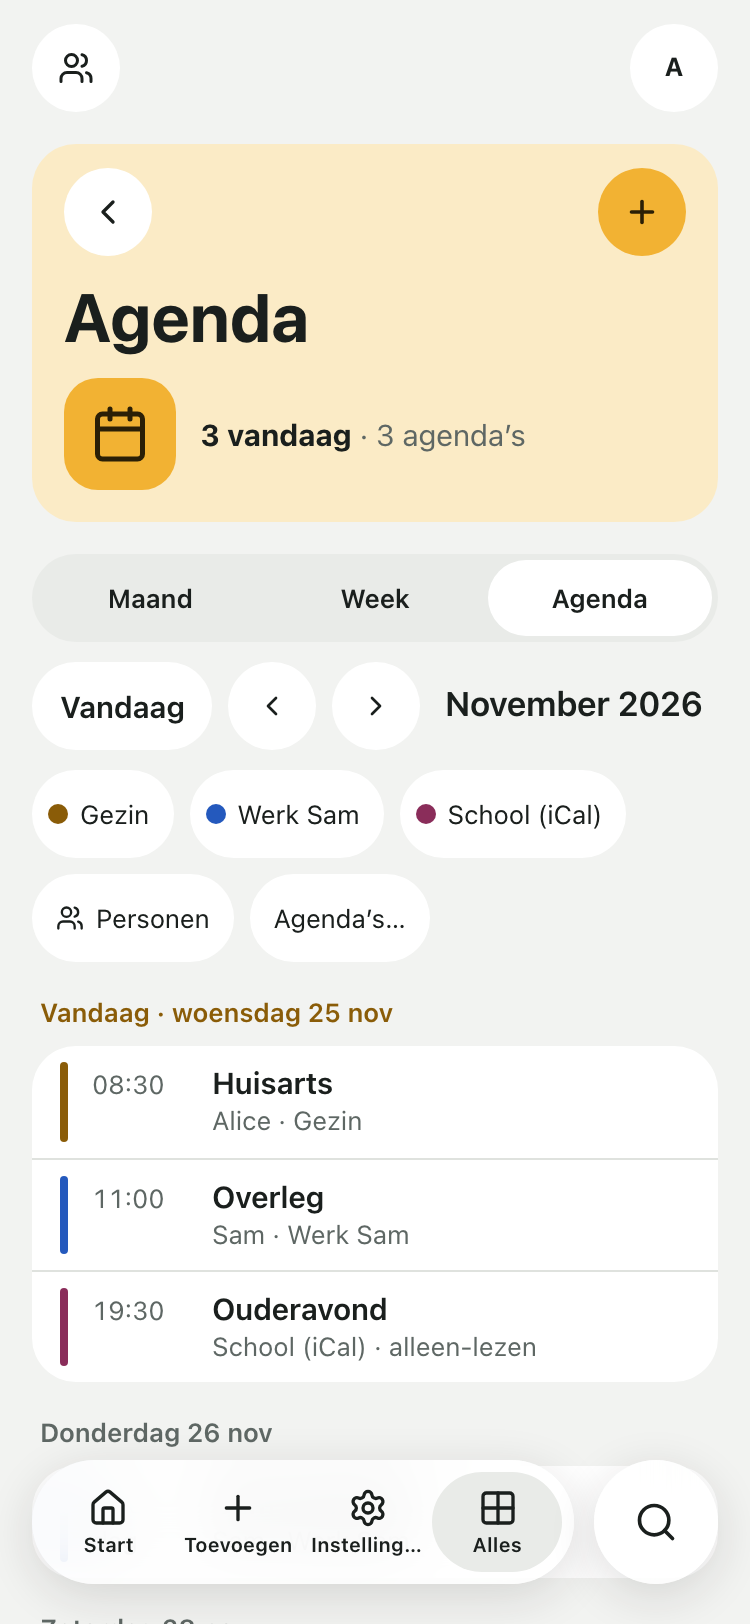 A
Agenda
3 vandaag · 3 agenda’s
Maand Week Agenda
Vandaag November 2026
Gezin Werk Sam School (iCal)
Personen Agenda’s...
Vandaag · woensdag 25 nov
08:30 Huisarts
Alice · Gezin
11:00 Overleg
Sam · Werk Sam
19:30 Ouderavond
School (iCal) · alleen-lezen
Donderdag 26 nov
Start Toevoegen Instelling... Alles